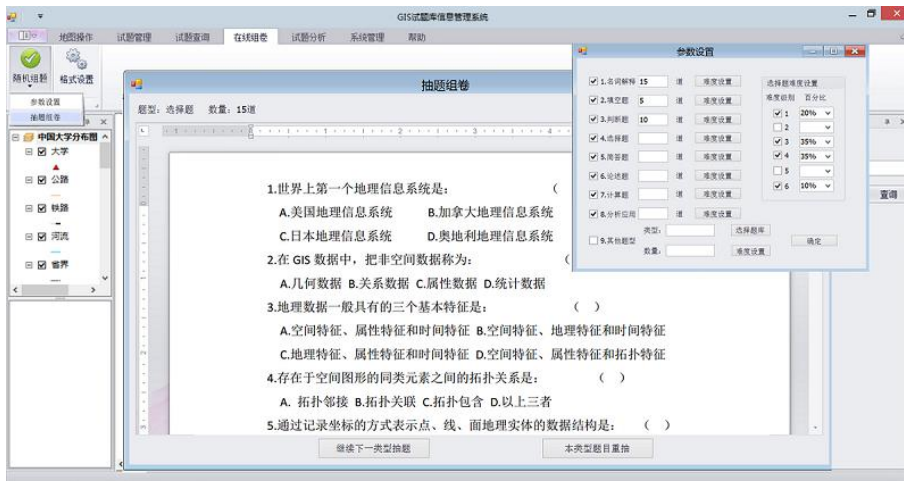 GIS试题库信息管理系统
地图操作 试题管理 试题查询 在线组卷 试题分析 系统管理 帮助
随机组题 格式设置
参数设置
抽题组卷
中国大学分布图
大学
公路
铁路
河流
省界
抽题组卷
题型：选择题 数量：15道
1.世界上第一个地理信息系统是： (
A.美国地理信息系统 B.加拿大地理信息系统
C.日本地理信息系统 D.奥地利地理信息系统
2.在 GIS 数据中，把非空间数据称为： (
A.几何数据 B.关系数据 C.属性数据 D.统计数据
3.地理数据一般具有的三个基本特征是： ( )
A.空间特征、属性特征和时间特征 B.空间特征、地理特征和时间特征
C.地理特征、属性特征和时间特征 D.空间特征、属性特征和拓扑特征
4.存在于空间图形的同类元素之间的拓扑关系是： ( )
A. 拓扑邻接 B.拓扑关联 C.拓扑包含 D.以上三者
5.通过记录坐标的方式表示点、线、面地理实体的数据结构是： ( )
继续下一类型抽题 本类型题目重抽
参数设置
1.名词解释 15 道 难度设置
2.填空题 5 道 难度设置
3.判断题 10 道 难度设置
4.选择题 道 难度设置
5.简答题 道 难度设置
6.论述题 道 难度设置
7.计算题 道 难度设置
8.分析应用 道 难度设置
9.其他题型
类型： 选择题库
数量： 难度设置
选择题难度设置
难度级别 百分比
1 20%
2
3 35%
4 35%
5
6 10%
确定
查询